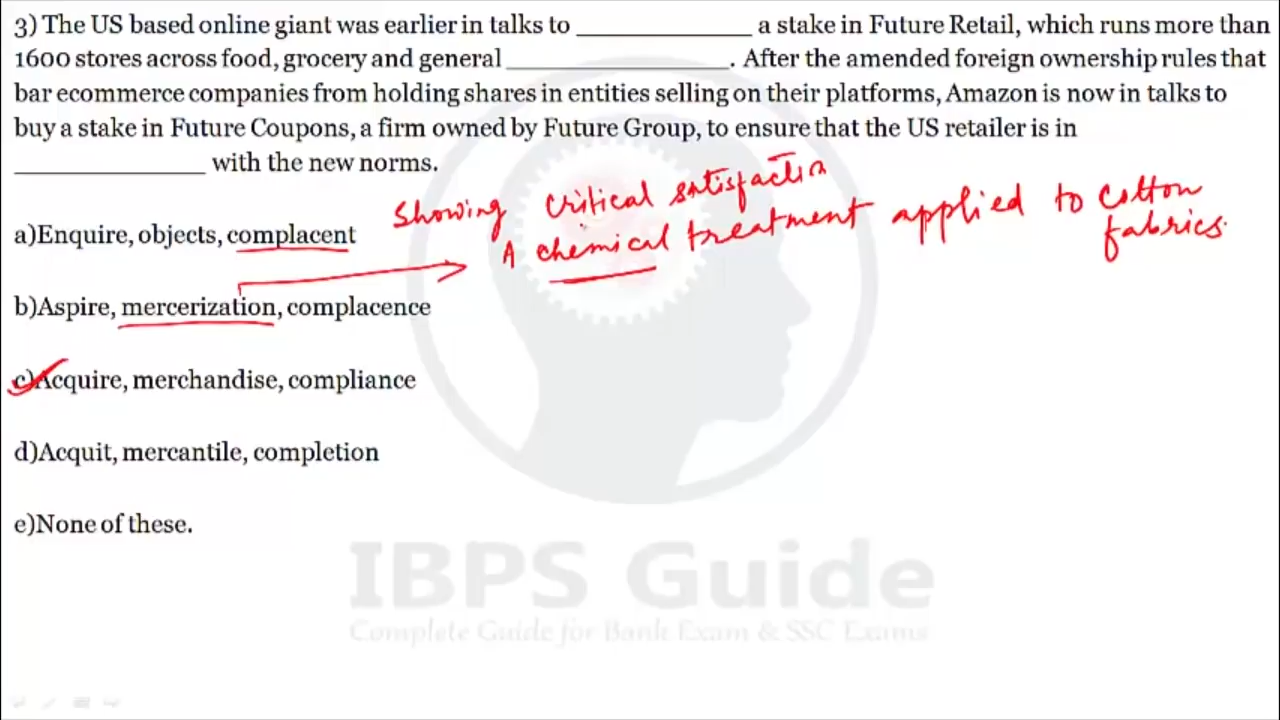 3) The US based online giant was earlier in talks to ______________ a stake in Future Retail, which runs more than
1600 stores across food, grocery and general __________________. After the amended foreign ownership rules that
bar ecommerce companies from holding shares in entities selling on their platforms, Amazon is now in talks to
buy a stake in Future Coupons, a firm owned by Future Group, to ensure that the US retailer is in
_______________ with the new norms.
Showing critical satisfaction
a)Enquire, objects, complacent
A chemical treatment applied to cotton
fabrics.
b)Aspire, mercerization, complacence
c)Acquire, merchandise, compliance
d)Acquit, mercantile, completion
e)None of these.
IBPS Guide
Complete Guide for Bank Exam & SSC Exams